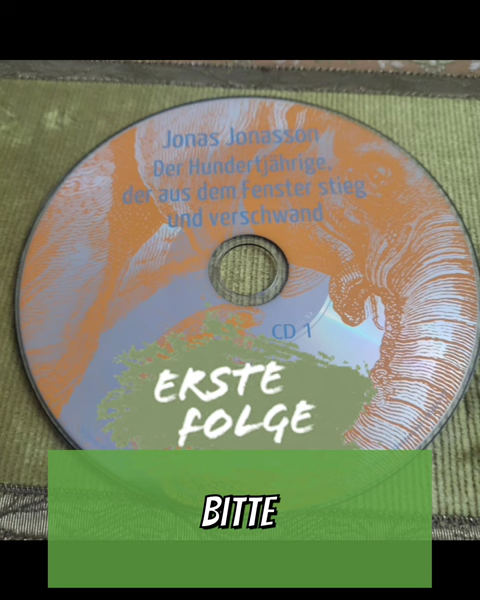 Jonas Jonasson
Der Hundertjährige,
der aus dem Fenster stieg
und verschwand
CD 1
ERSTE
FOLGE
BITTE